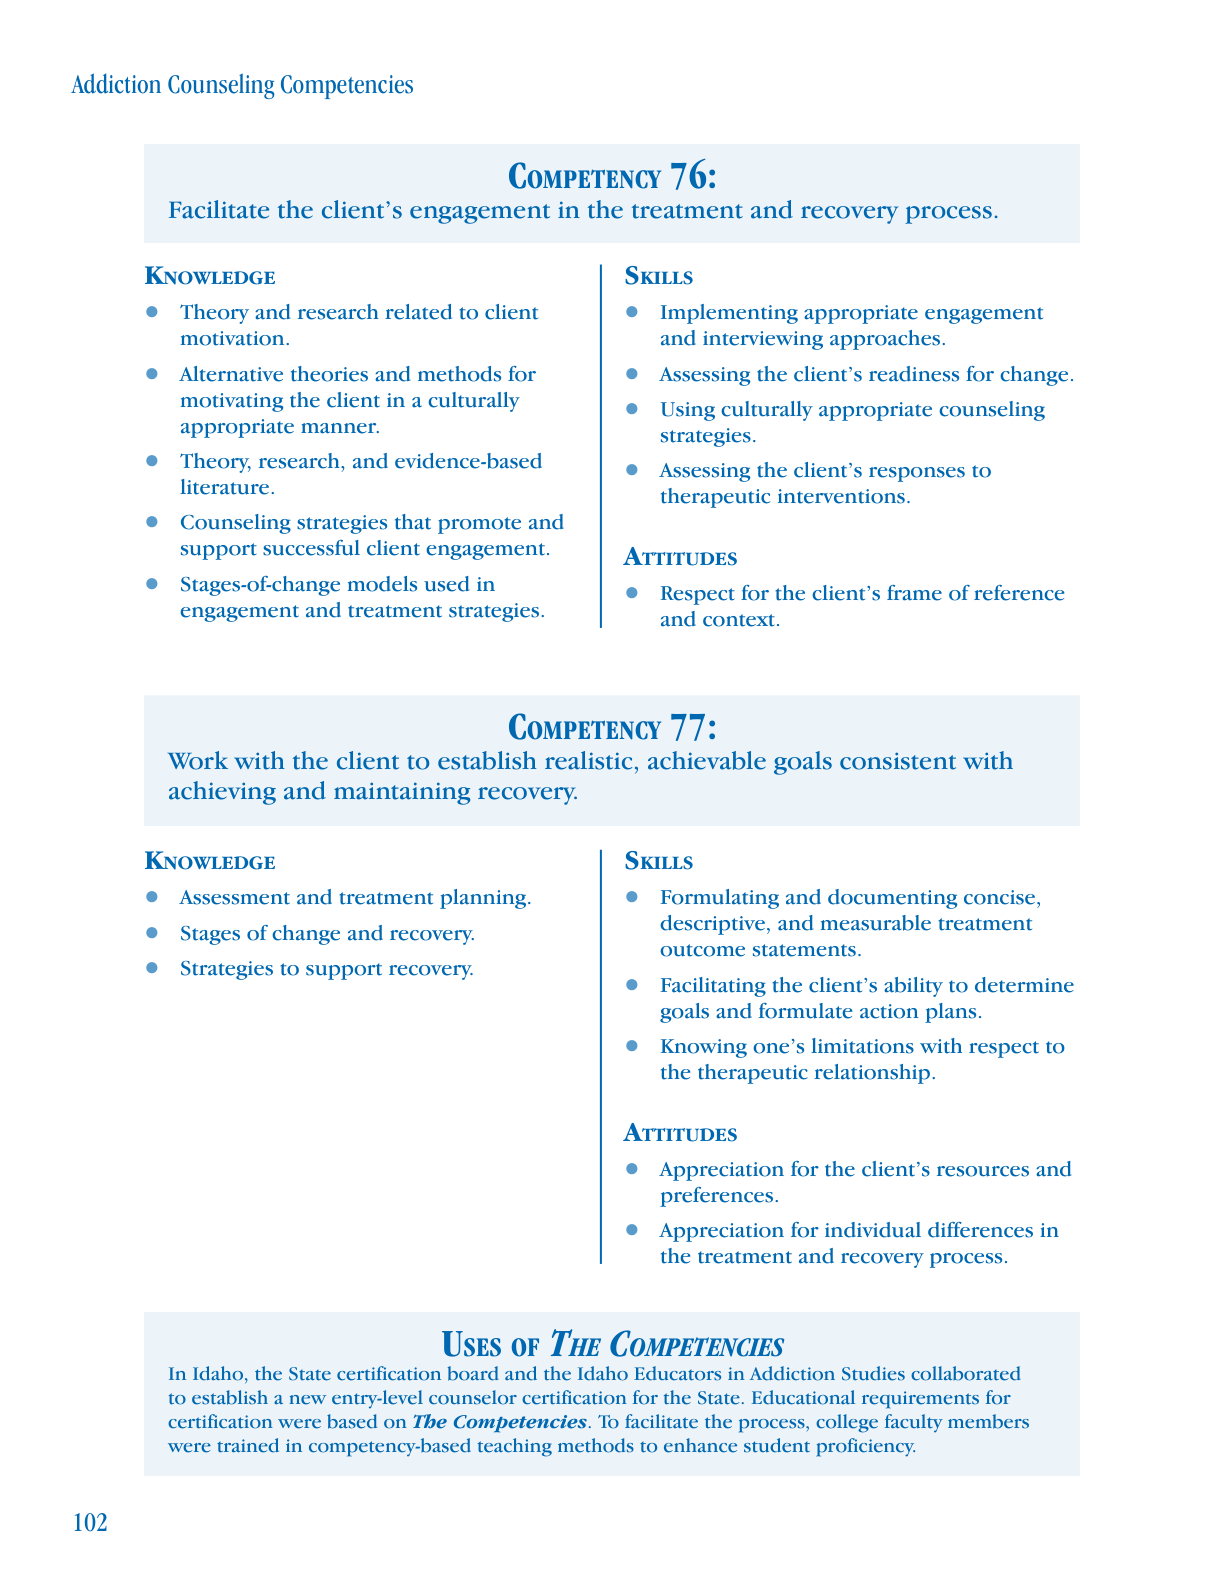 Addiction Counseling Competencies
Competency 76:
Facilitate the client’s engagement in the treatment and recovery process.
Knowledge
● Theory and research related to client
motivation.
● Alternative theories and methods for
motivating the client in a culturally
appropriate manner.
● Theory, research, and evidence-based
literature.
● Counseling strategies that promote and
support successful client engagement.
● Stages-of-change models used in
engagement and treatment strategies.
Skills
● Implementing appropriate engagement
and interviewing approaches.
● Assessing the client’s readiness for change.
● Using culturally appropriate counseling
strategies.
● Assessing the client’s responses to
therapeutic interventions.
Attitudes
● Respect for the client’s frame of reference
and context.
Competency 77:
Work with the client to establish realistic, achievable goals consistent with
achieving and maintaining recovery.
Knowledge
● Assessment and treatment planning.
● Stages of change and recovery.
● Strategies to support recovery.
Skills
● Formulating and documenting concise,
descriptive, and measurable treatment
outcome statements.
● Facilitating the client’s ability to determine
goals and formulate action plans.
● Knowing one’s limitations with respect to
the therapeutic relationship.
Attitudes
● Appreciation for the client’s resources and
preferences.
● Appreciation for individual differences in
the treatment and recovery process.
Uses of The Competencies
In Idaho, the State certification board and the Idaho Educators in Addiction Studies collaborated
to establish a new entry-level counselor certification for the State. Educational requirements for
certification were based on The Competencies. To facilitate the process, college faculty members
were trained in competency-based teaching methods to enhance student proficiency.
102